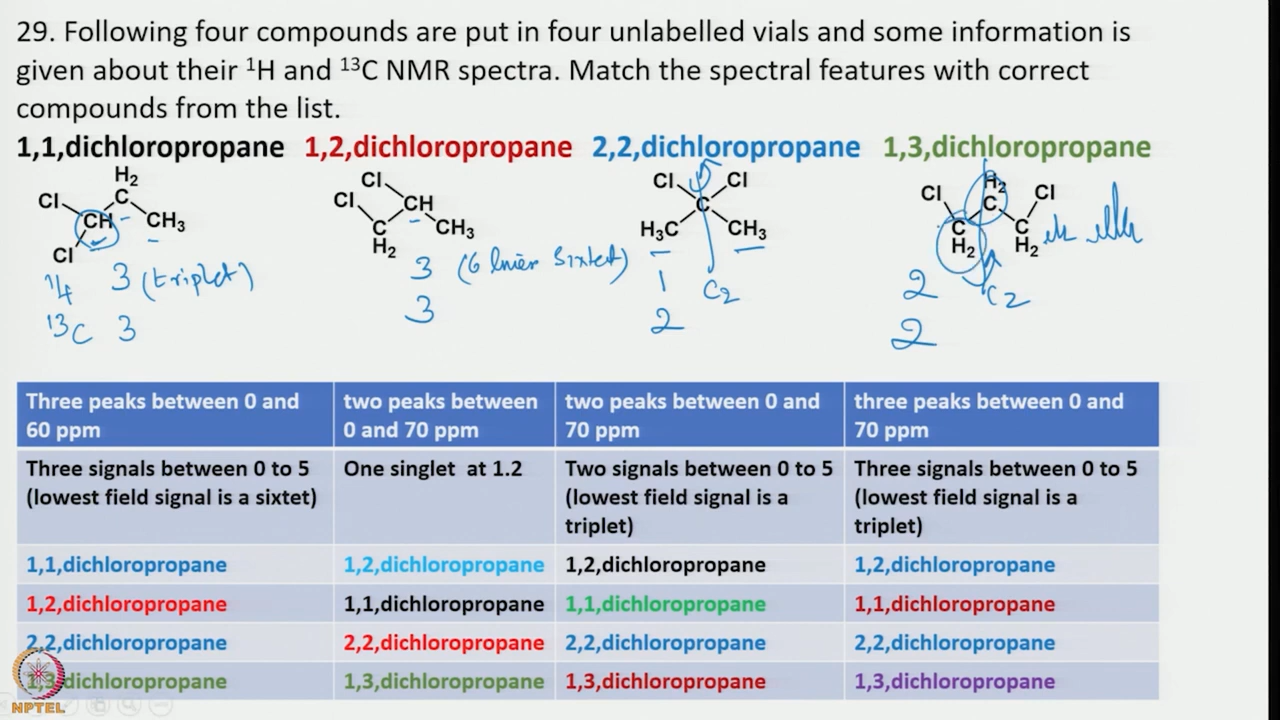 29. Following four compounds are put in four unlabelled vials and some information is
given about their ¹H and ¹³C NMR spectra. Match the spectral features with correct
compounds from the list.
1,1,dichloropropane 1,2,dichloropropane 2,2,dichloropropane 1,3,dichloropropane
Cl Cl CH H₂ C CH₃
Cl Cl CH C H₂ CH₃
Cl Cl C H₃C CH₃
Cl C H₂ H₂ C Cl C H₂
3 (triplet)
¹³C 3
3 (6 line sixtet)
3
1 C2
2
2 C2
2
Three peaks between 0 and
60 ppm
two peaks between
0 and 70 ppm
two peaks between 0 and
70 ppm
three peaks between 0 and
70 ppm
Three signals between 0 to 5
(lowest field signal is a sixtet)
One singlet at 1.2
Two signals between 0 to 5
(lowest field signal is a
triplet)
Three signals between 0 to 5
(lowest field signal is a
triplet)
1,1,dichloropropane 1,2,dichloropropane 1,2,dichloropropane 1,2,dichloropropane
1,2,dichloropropane 1,1,dichloropropane 1,1,dichloropropane 1,1,dichloropropane
2,2,dichloropropane 2,2,dichloropropane 2,2,dichloropropane 2,2,dichloropropane
1,3,dichloropropane 1,3,dichloropropane 1,3,dichloropropane 1,3,dichloropropane
NPTEL